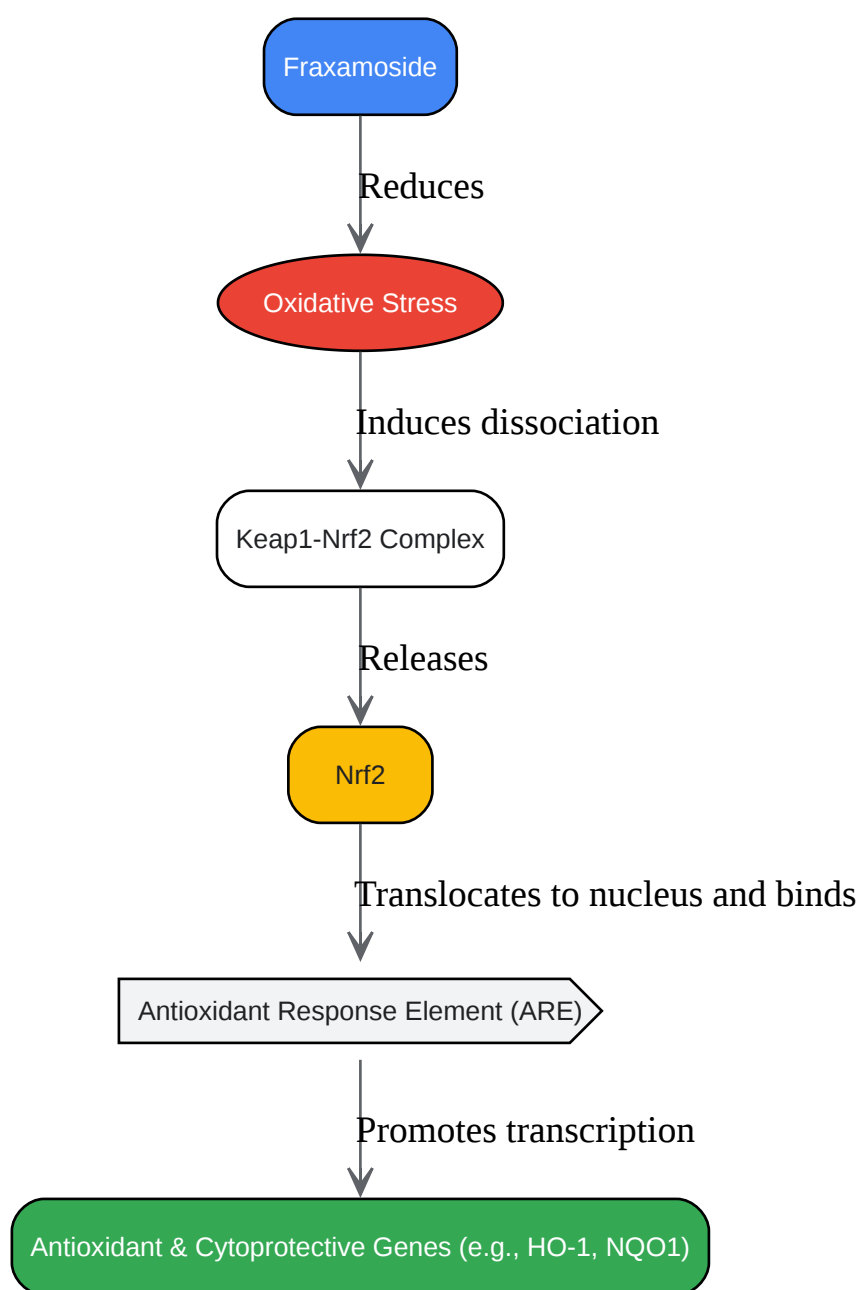 Fraxamoside
Reduces
Oxidative Stress
Induces dissociation
Keap1-Nrf2 Complex
Releases
Nrf2
Translocates to nucleus and binds
Antioxidant Response Element (ARE)
Promotes transcription
Antioxidant & Cytoprotective Genes (e.g., HO-1, NQO1)